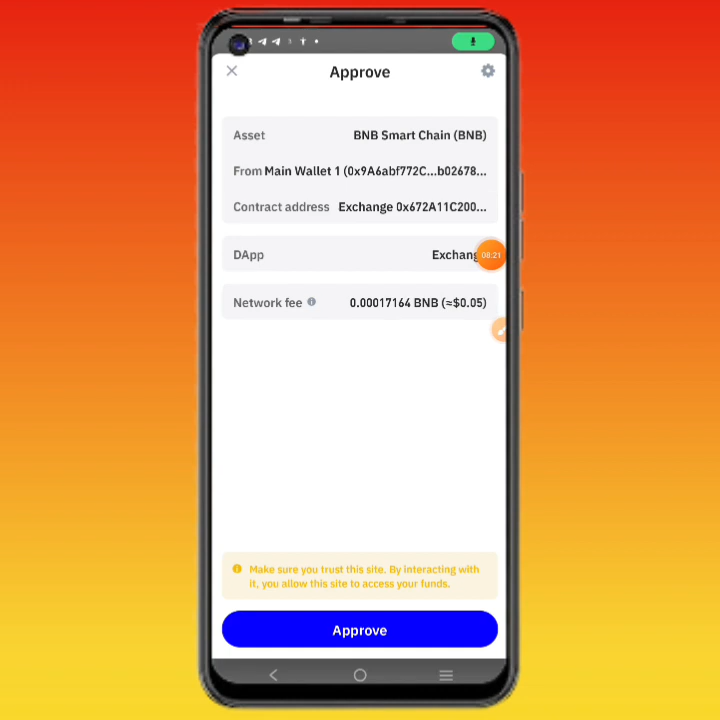 Approve
Asset BNB Smart Chain (BNB)
From Main Wallet 1 (0x9A6abf772C...b02678...
Contract address Exchange 0x672A11C200...
DApp Exchang
08:21
Network fee 0.00017164 BNB (≈$0.05)
Make sure you trust this site. By interacting with
it, you allow this site to access your funds.
Approve